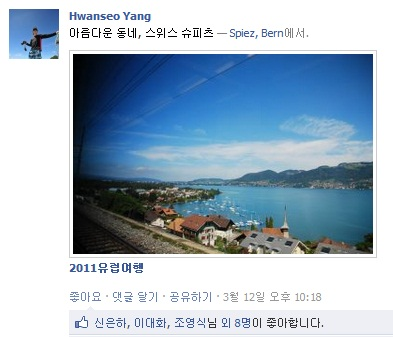 Hwanseo Yang
아름다운 동네, 스위스 슈피츠 — Spiez, Bern에서.
2011유럽여행
좋아요 · 댓글 달기 · 공유하기 · 3월 12일 오후 10:18
신은하, 이대화, 조영식님 외 8명이 좋아합니다.